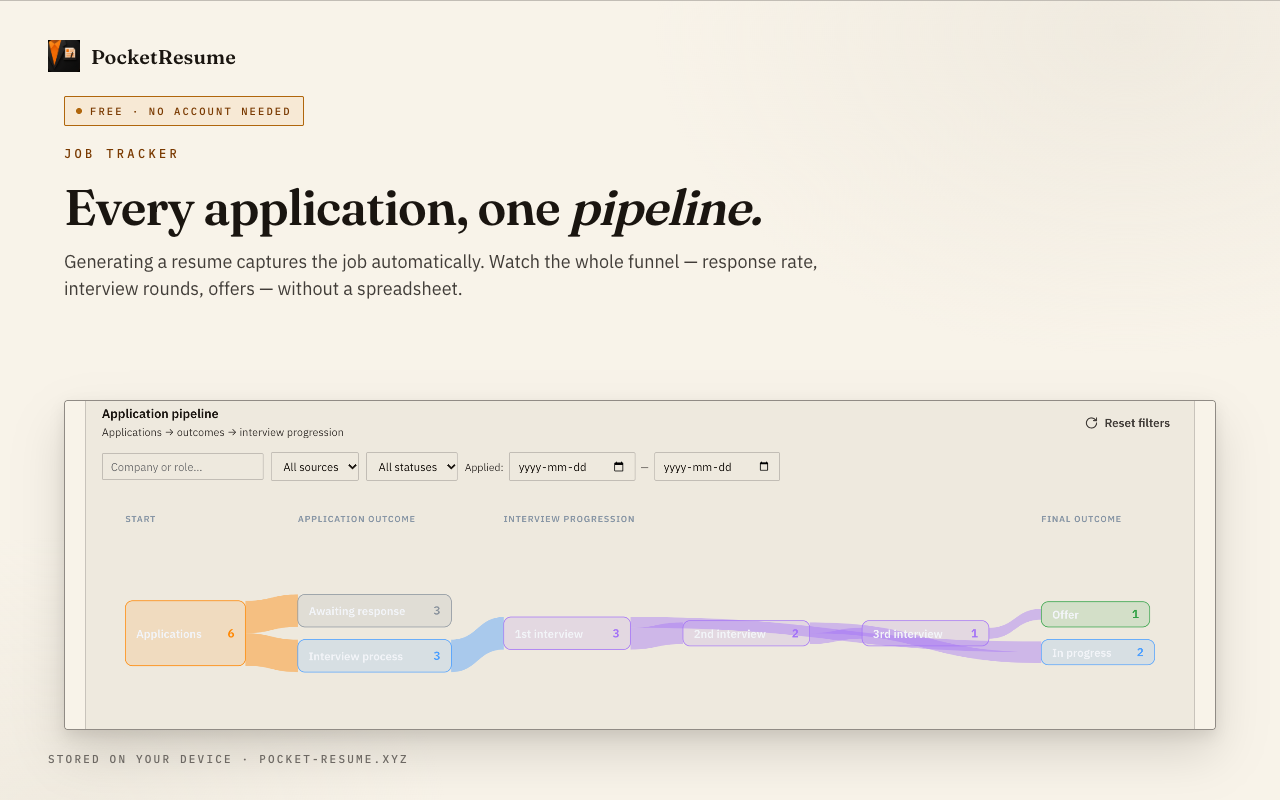 PocketResume
FREE · NO ACCOUNT NEEDED
JOB TRACKER
Every application, one pipeline.
Generating a resume captures the job automatically. Watch the whole funnel — response rate,
interview rounds, offers — without a spreadsheet.
Application pipeline
Applications → outcomes → interview progression
Reset filters
Company or role...
All sources
All statuses
Applied:
yyyy-mm-dd
—
yyyy-mm-dd
START
APPLICATION OUTCOME
INTERVIEW PROGRESSION
FINAL OUTCOME
Applications 6
Awaiting response 3
Interview process 3
1st interview 3
2nd interview 2
3rd interview 1
Offer 1
In progress 2
STORED ON YOUR DEVICE · POCKET-RESUME.XYZ